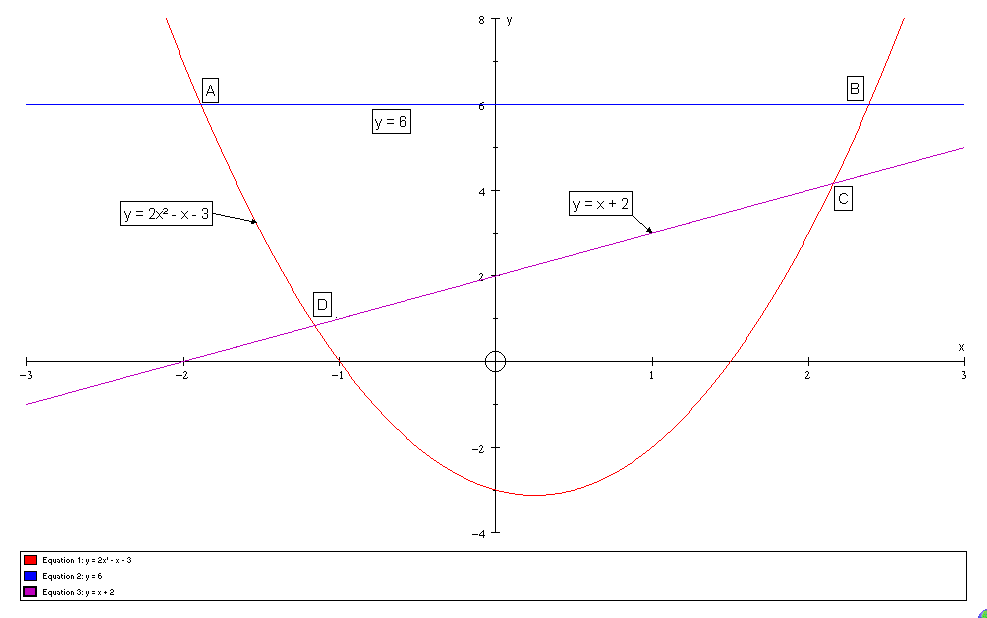 8 y
A
B
6
y = 6
4
y = 2x² - x - 3
y = x + 2
C
2
D
x
-3 -2 -1 1 2 3
-2
-4
Equation 1: y = 2x² - x - 3
Equation 2: y = 6
Equation 3: y = x + 2